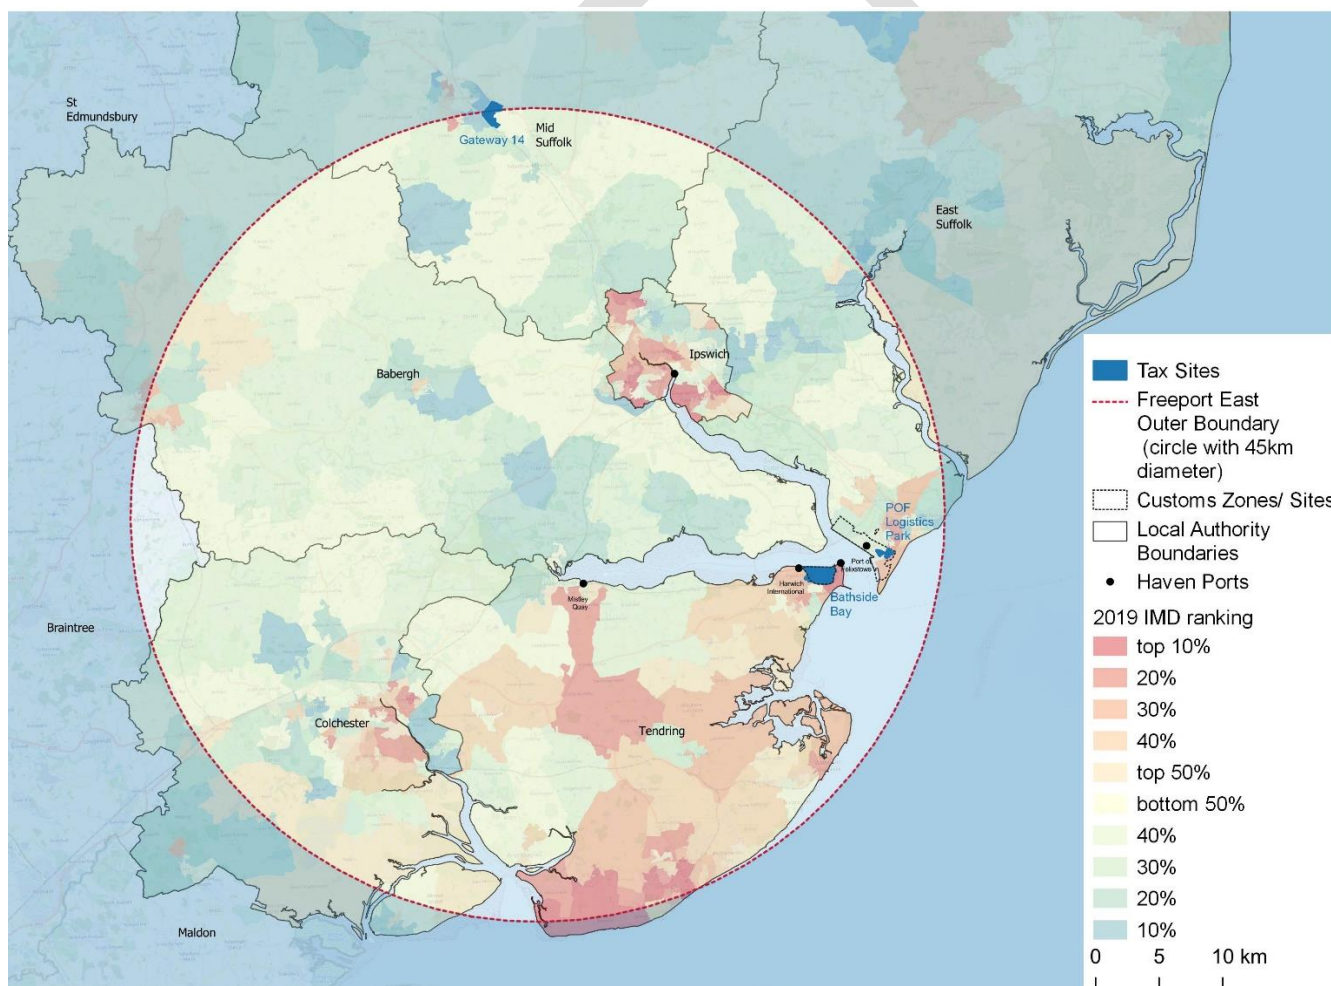 St
Edmundsbury
Gateway 14
Mid
Suffolk
East
Suffolk
Ipswich
Babergh
POF
Logistics
Park
Port of
Felixstowe
Harwich
International
Bathside
Bay
Mistley
Quay
Braintree
Colchester
Tendring
Maldon
Tax Sites
Freeport East
Outer Boundary
(circle with 45km
diameter)
Customs Zones/ Sites
Local Authority
Boundaries
Haven Ports
2019 IMD ranking
top 10%
20%
30%
40%
top 50%
bottom 50%
40%
30%
20%
10%
0 5 10 km